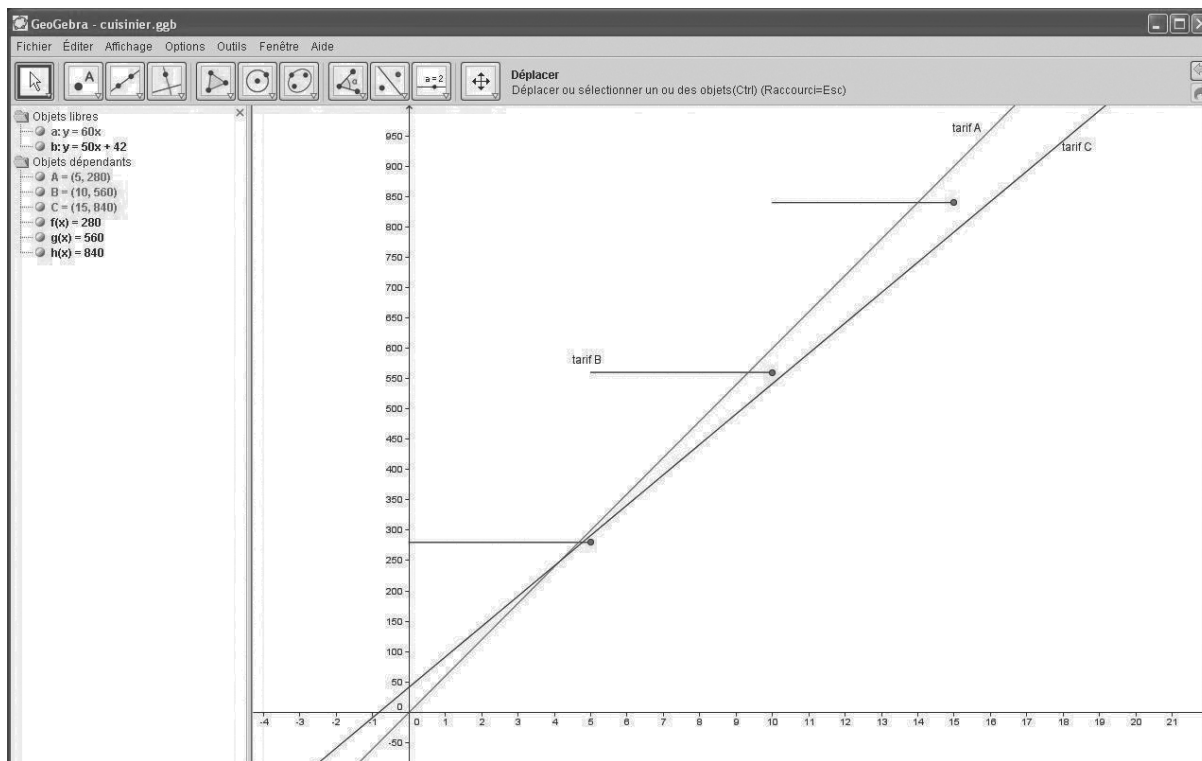 GeoGebra - cuisinier.ggb
Fichier Éditer Affichage Options Outils Fenêtre Aide
A
α
a=2
Déplacer
Déplacer ou sélectionner un ou des objets(Ctrl) (Raccourci=Esc)
Objets libres
a: y = 60x
b: y = 50x + 42
Objets dépendants
A = (5, 280)
B = (10, 560)
C = (15, 840)
f(x) = 280
g(x) = 560
h(x) = 840
tarif A
tarif C
tarif B
950
900
850
800
750
700
650
600
550
500
450
400
350
300
250
200
150
100
50
0
-50
-4 -3 -2 -1 0 1 2 3 4 5 6 7 8 9 10 11 12 13 14 15 16 17 18 19 20 21